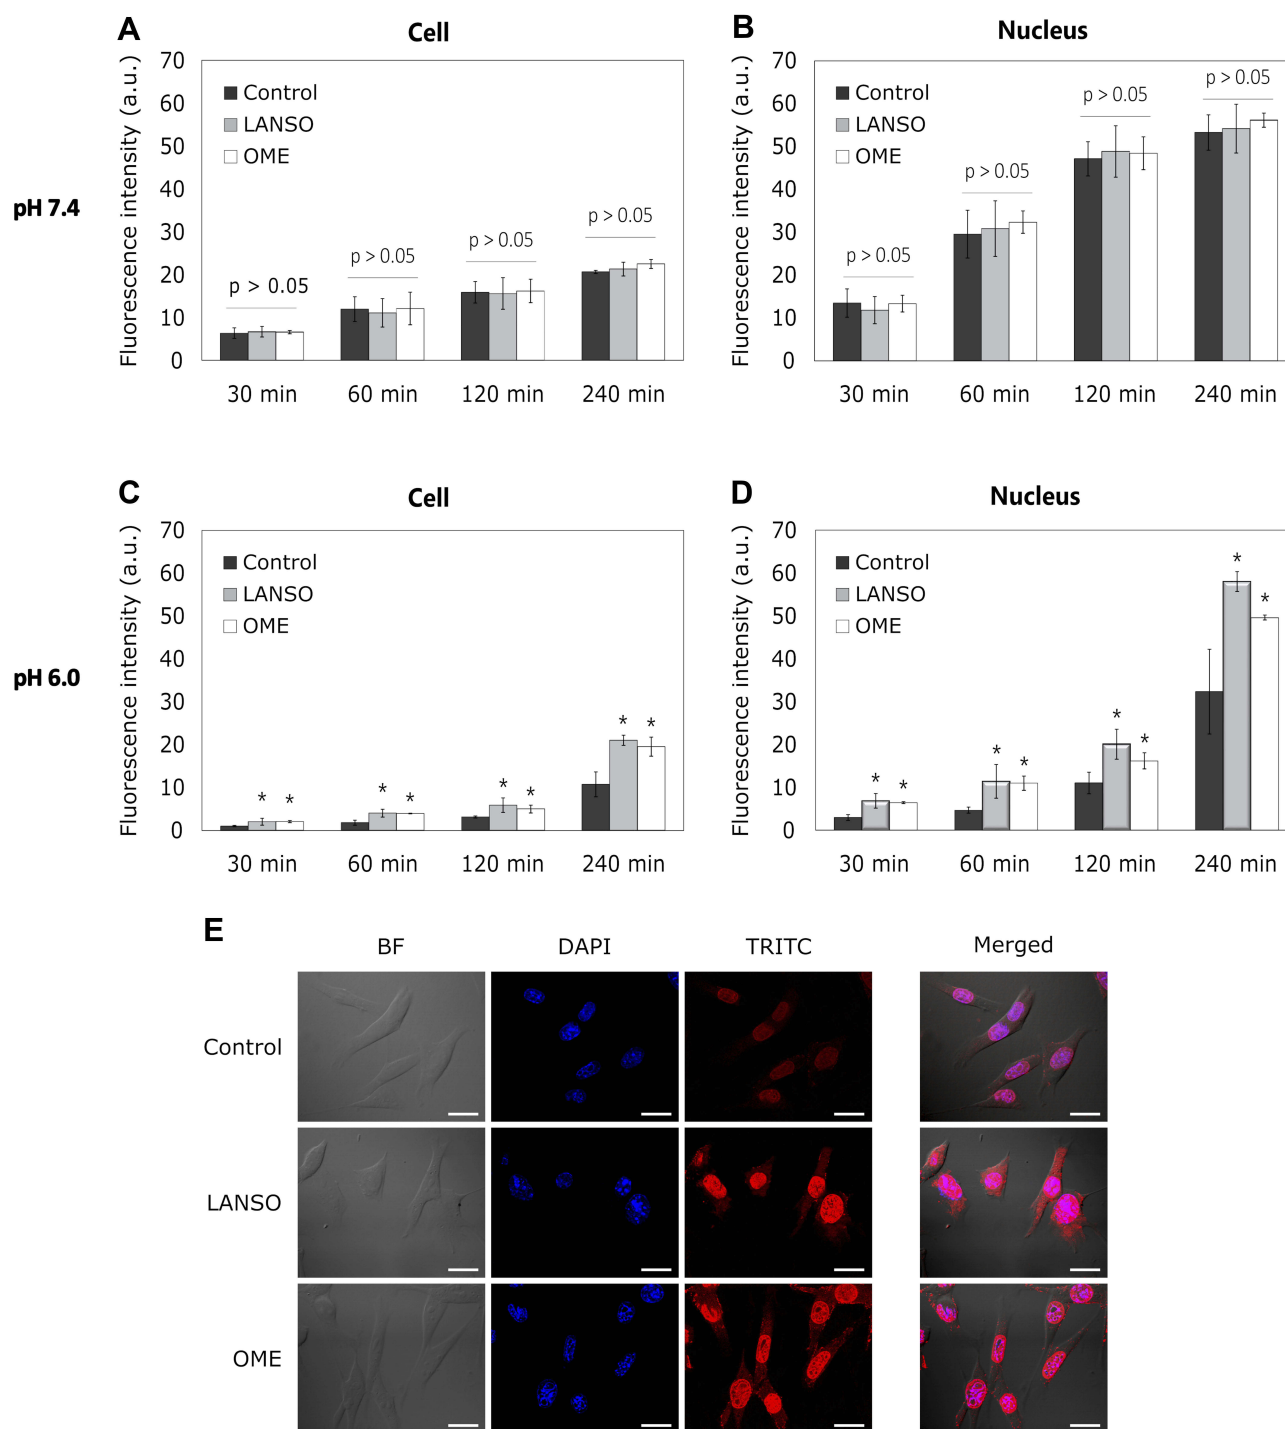 A
Cell
B
Nucleus
pH 7.4
Fluorescence intensity (a.u.)
70
60
50
40
30
20
10
0
Control
LANSO
OME
p > 0.05
p > 0.05
p > 0.05
p > 0.05
30 min
60 min
120 min
240 min
Fluorescence intensity (a.u.)
70
60
50
40
30
20
10
0
Control
LANSO
OME
p > 0.05
p > 0.05
p > 0.05
p > 0.05
30 min
60 min
120 min
240 min
C
Cell
D
Nucleus
pH 6.0
Fluorescence intensity (a.u.)
70
60
50
40
30
20
10
0
Control
LANSO
OME
* *
* *
* *
* *
30 min
60 min
120 min
240 min
Fluorescence intensity (a.u.)
70
60
50
40
30
20
10
0
Control
LANSO
OME
* *
* *
* *
* *
30 min
60 min
120 min
240 min
E
BF
DAPI
TRITC
Merged
Control
LANSO
OME